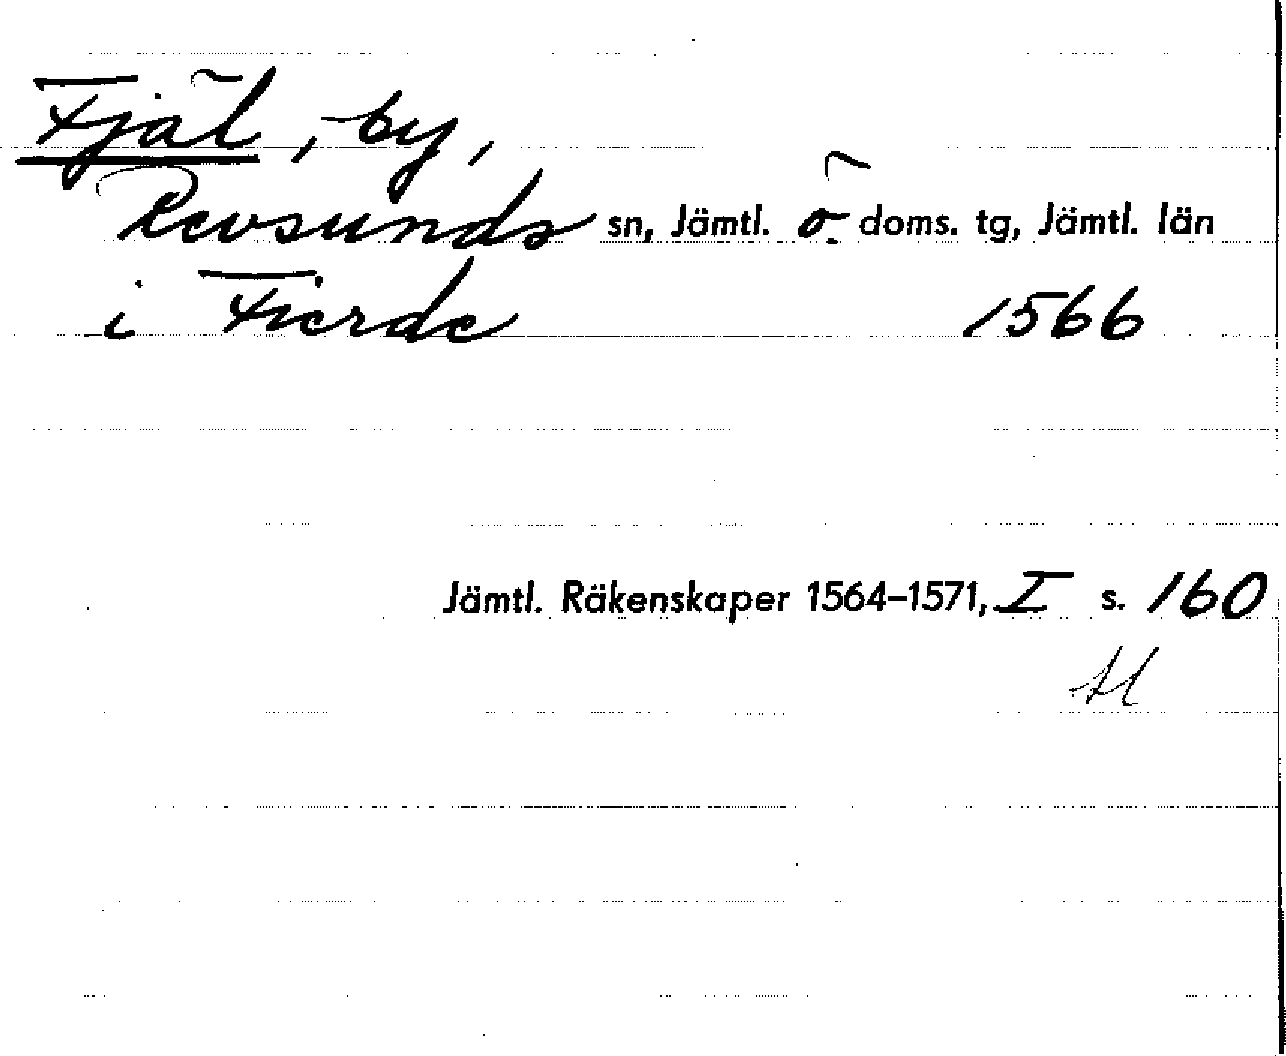 Fjäl, by,
Revsunds sn, Jämtl. ö. doms. tg, Jämtl. län
i Fierde 1566
Jämtl. Räkenskaper 1564–1571, I s. 160